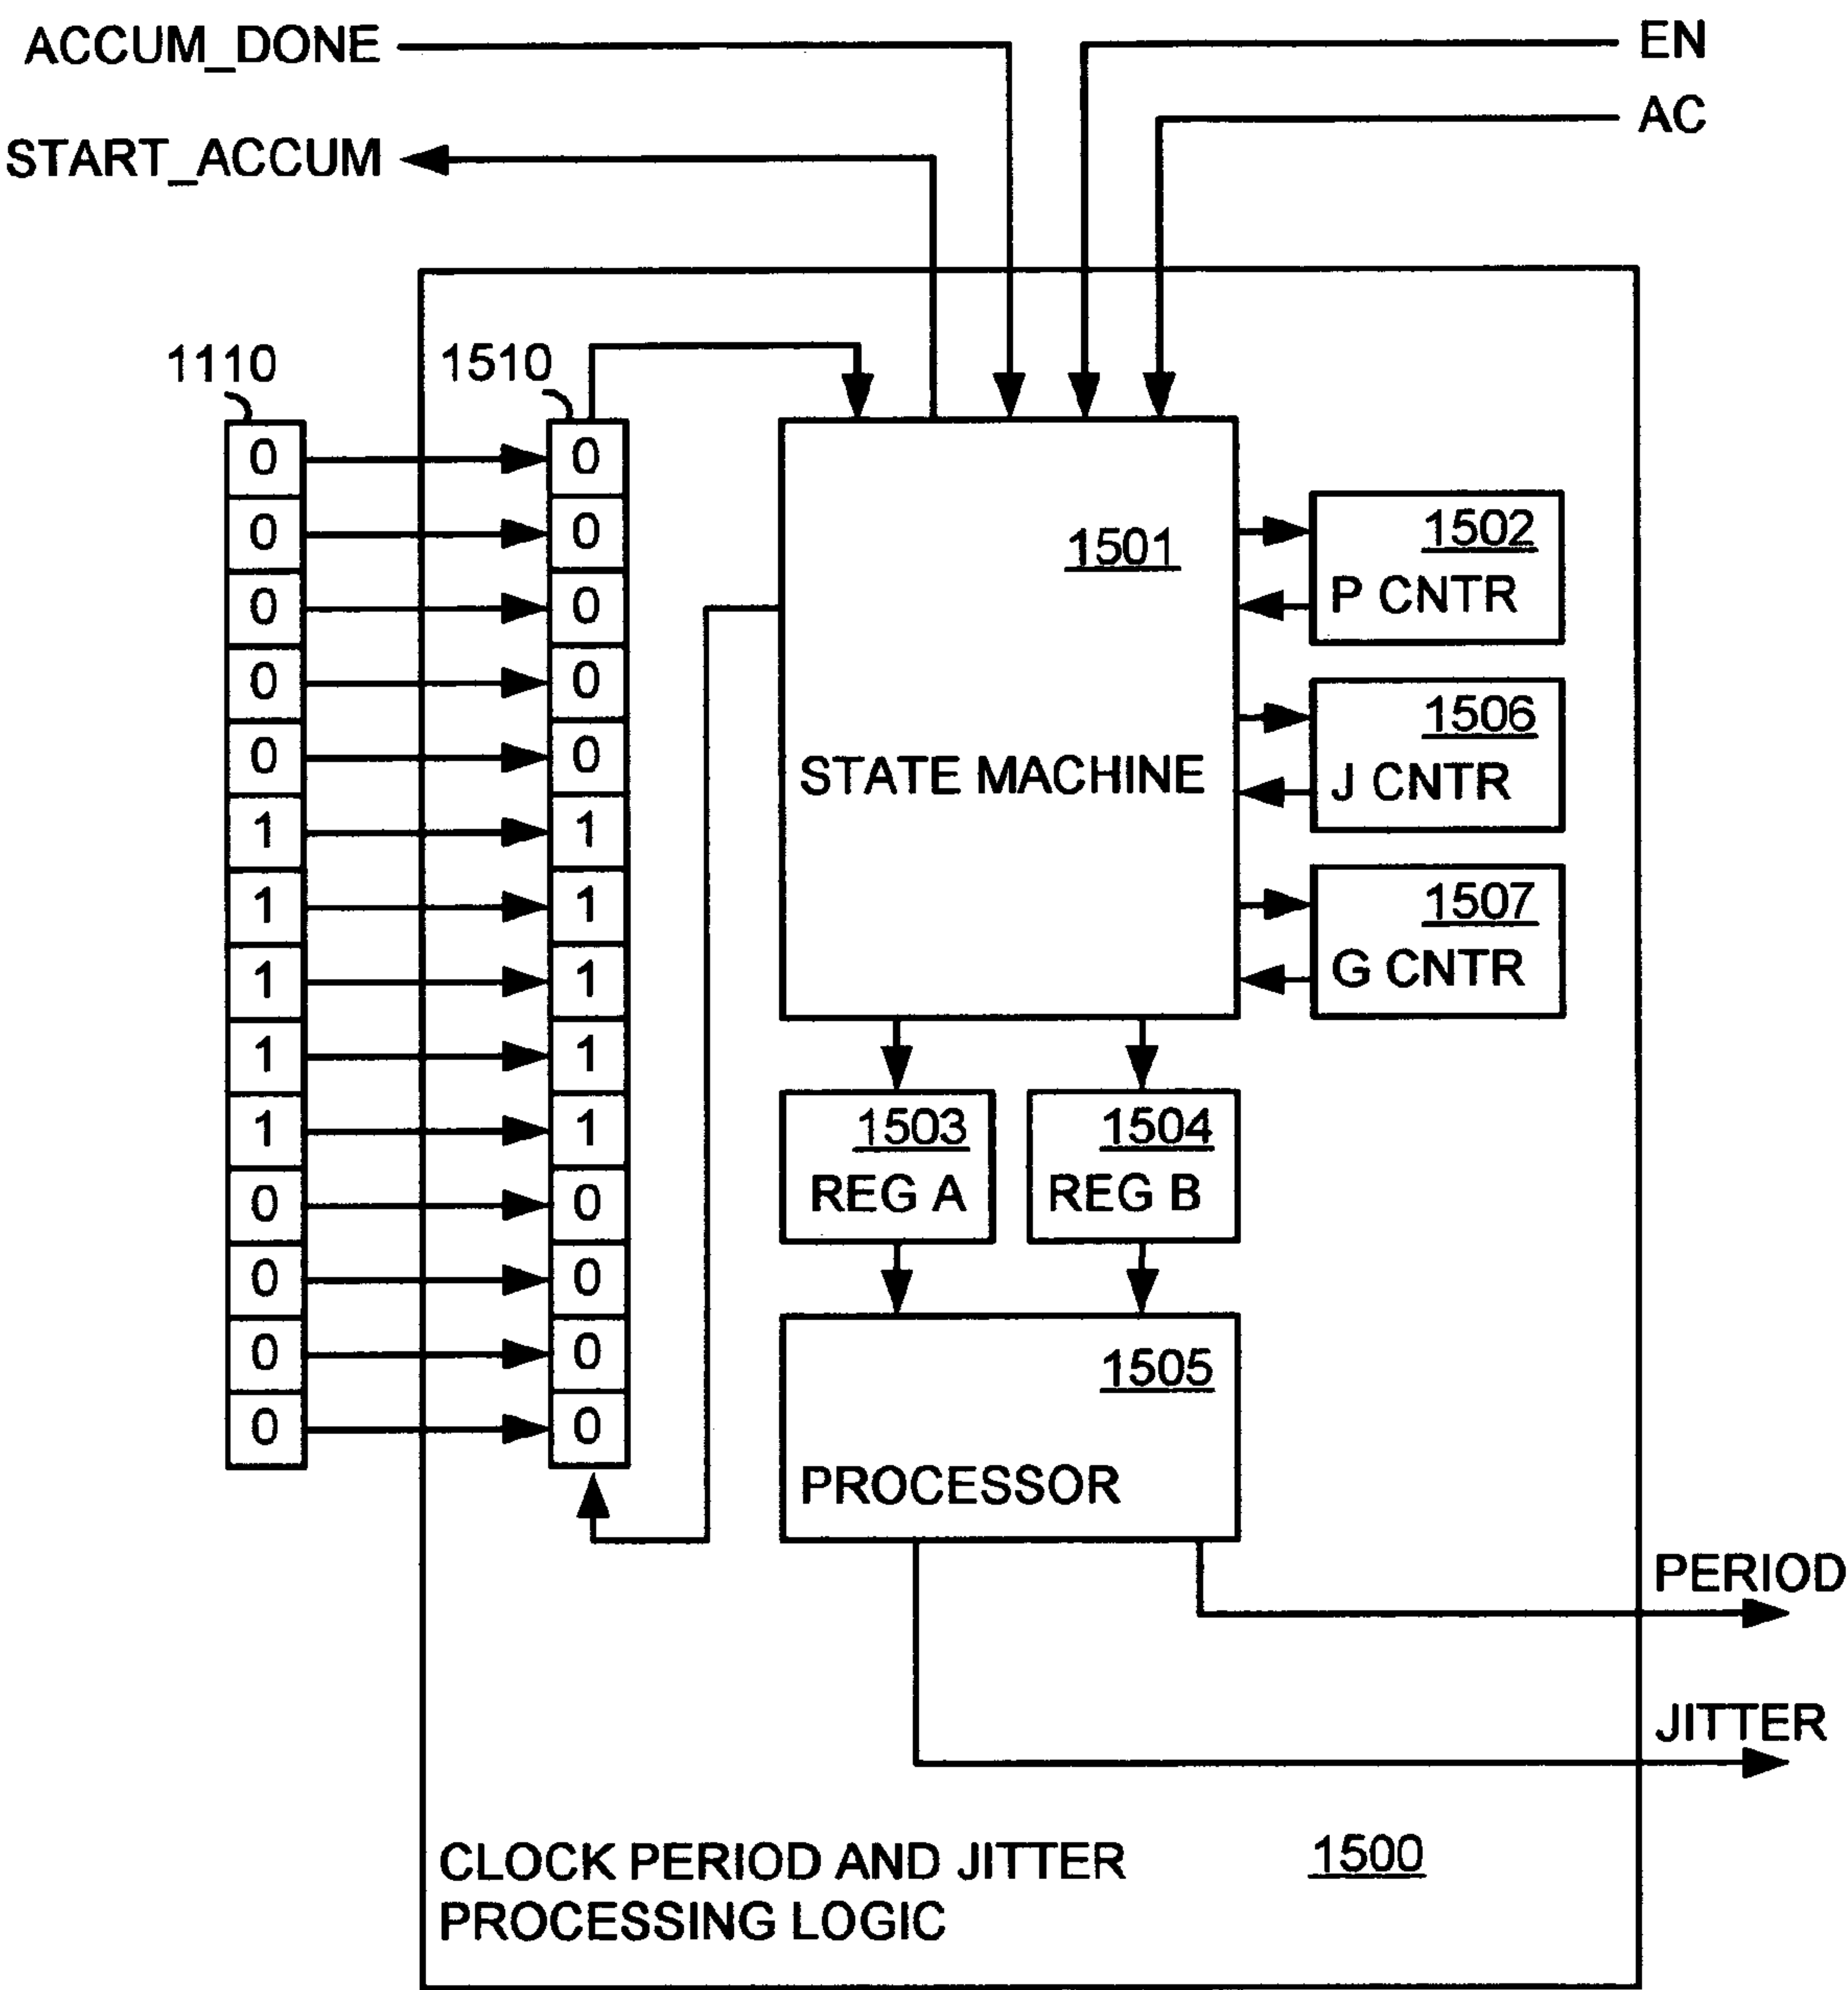 ACCUM_DONE
EN
AC
START_ACCUM
1110
1510
0 0
0 0
0 0
0 0
0 0
1 1
1 1
1 1
1 1
1 1
0 0
0 0
0 0
0 0
1501
STATE MACHINE
1502
P CNTR
1506
J CNTR
1507
G CNTR
1503
REG A
1504
REG B
1505
PROCESSOR
PERIOD
JITTER
CLOCK PERIOD AND JITTER
PROCESSING LOGIC
1500